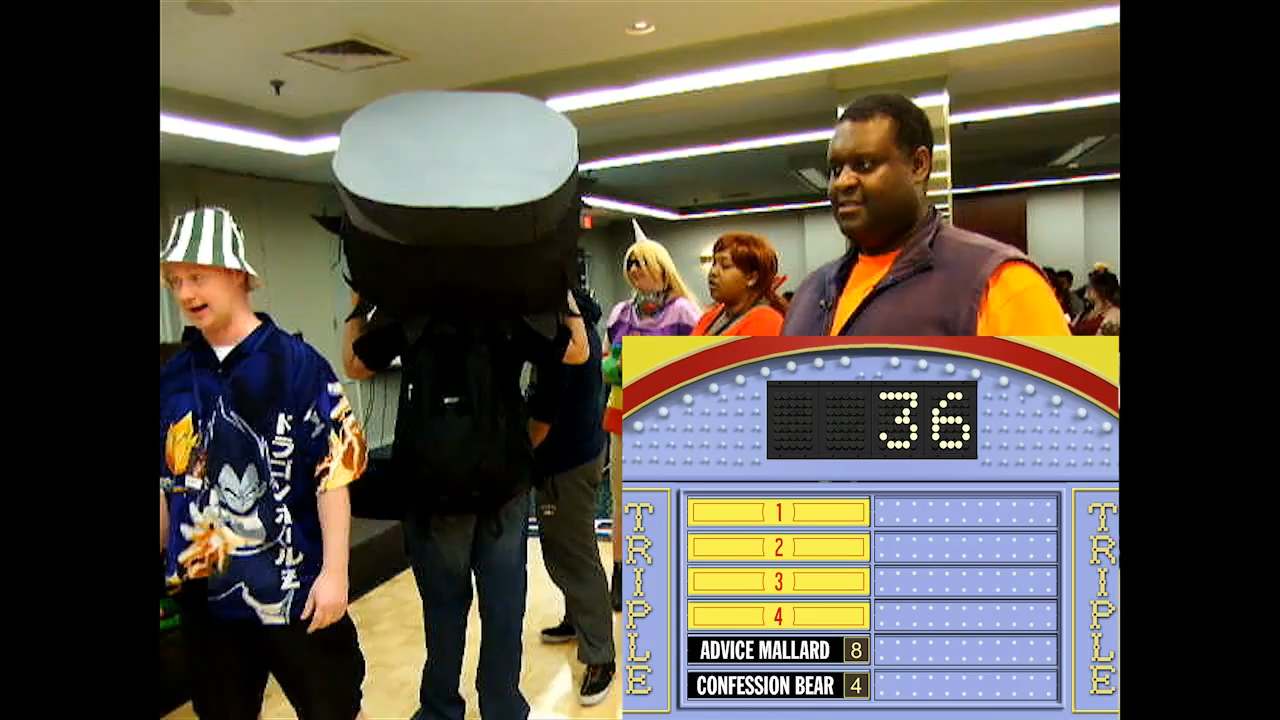 ドラゴンボールZ
36
TRIPLE
TRIPLE
1
2
3
4
ADVICE MALLARD 8
CONFESSION BEAR 4